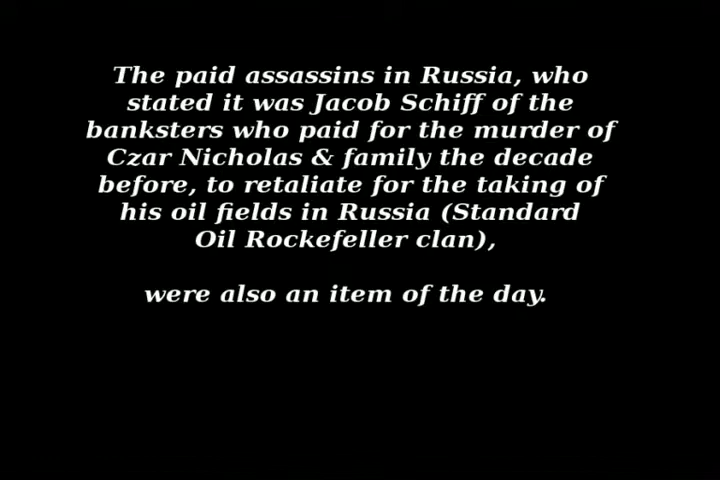 The paid assassins in Russia, who
stated it was Jacob Schiff of the
banksters who paid for the murder of
Czar Nicholas & family the decade
before, to retaliate for the taking of
his oil fields in Russia (Standard
Oil Rockefeller clan),
were also an item of the day.